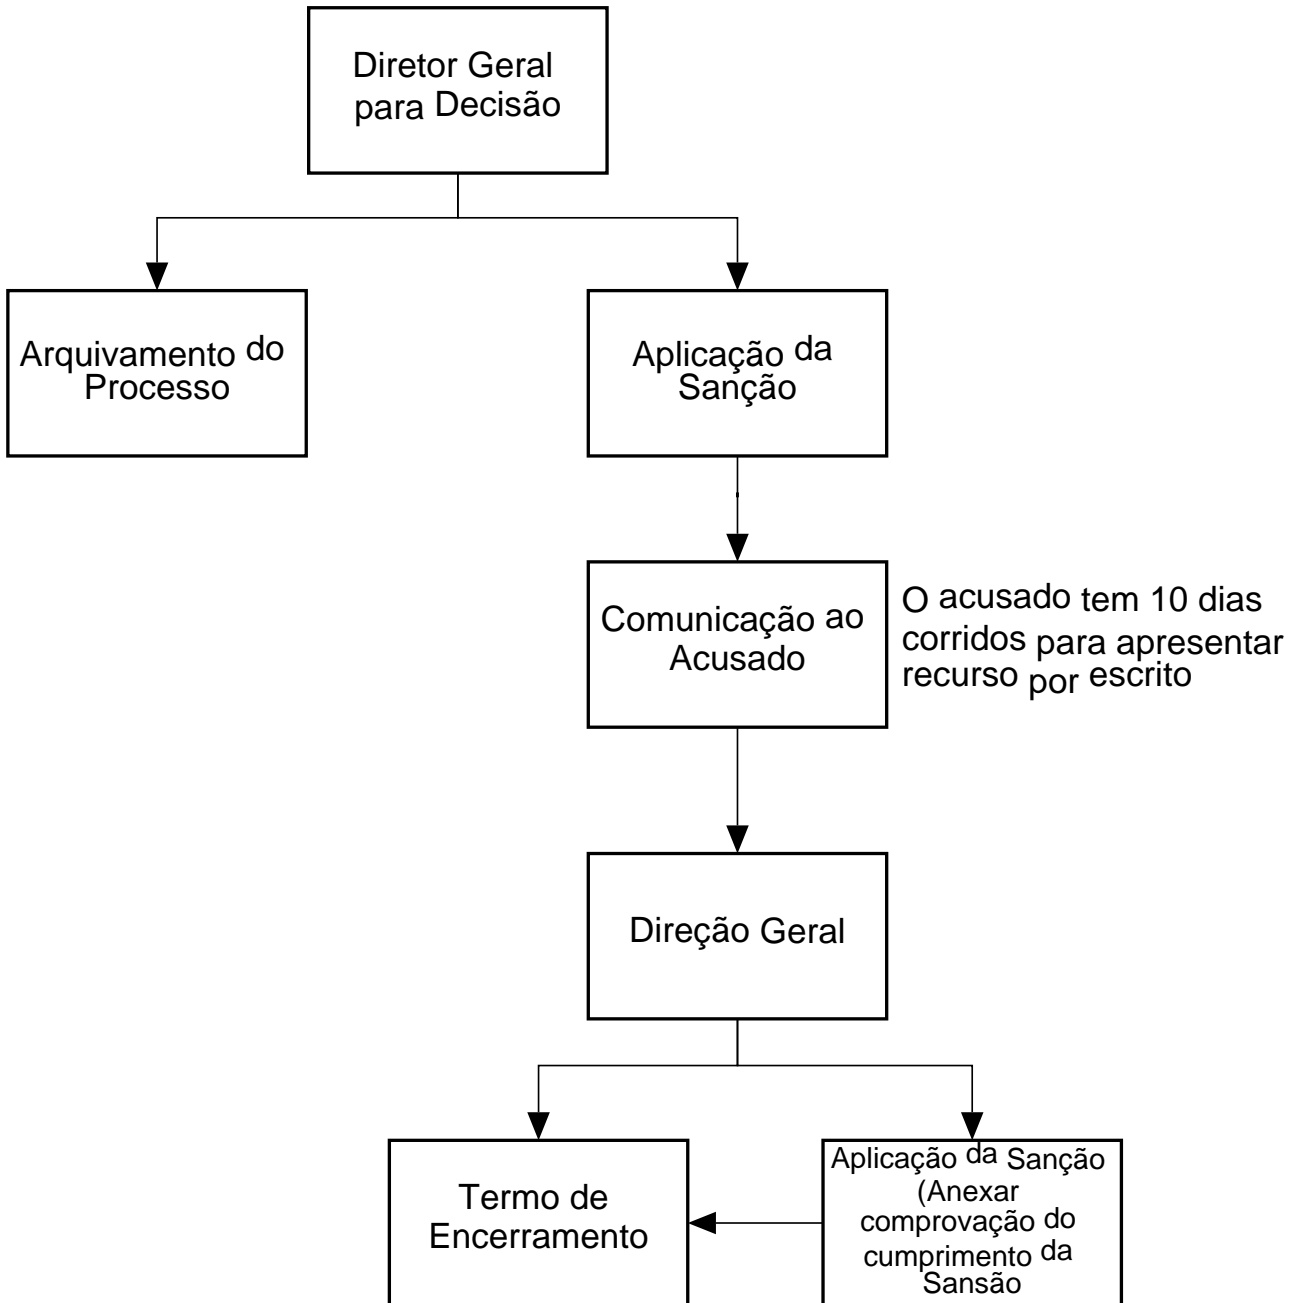 Diretor Geral
para Decisão
Arquivamento do
Processo
Aplicação da
Sanção
Comunicação ao
Acusado
O acusado tem 10 dias
corridos para apresentar
recurso por escrito
Direção Geral
Termo de
Encerramento
Aplicação da Sanção
(Anexar
comprovação do
cumprimento da
Sansão